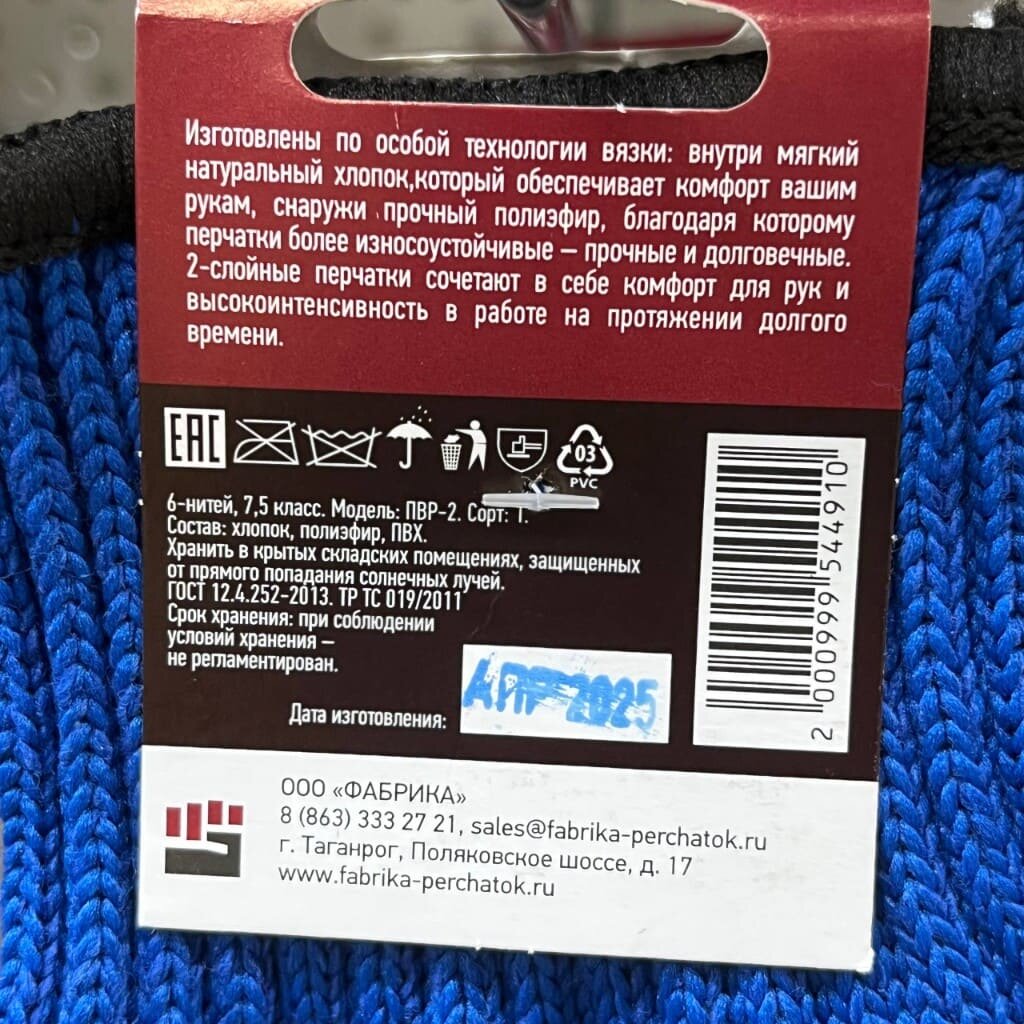 Изготовлены по особой технологии вязки: внутри мягкий
натуральный хлопок,который обеспечивает комфорт вашим
рукам, снаружи прочный полиэфир, благодаря которому
перчатки более износоустойчивые – прочные и долговечные.
2-слойные перчатки сочетают в себе комфорт для рук и
высокоинтенсивность в работе на протяжении долгого
времени.
EAC
03
PVC
6-нитей, 7,5 класс. Модель: ПВР-2. Сорт: 1.
Состав: хлопок, полиэфир, ПВХ.
Хранить в крытых складских помещениях, защищенных
от прямого попадания солнечных лучей.
ГОСТ 12.4.252-2013. ТР ТС 019/2011
Срок хранения: при соблюдении
условий хранения –
не регламентирован.
Дата изготовления:
АПР 2025
2 000999 544910
ООО «ФАБРИКА»
8 (863) 333 27 21, sales@fabrika-perchatok.ru
г. Таганрог, Поляковское шоссе, д. 17
www.fabrika-perchatok.ru